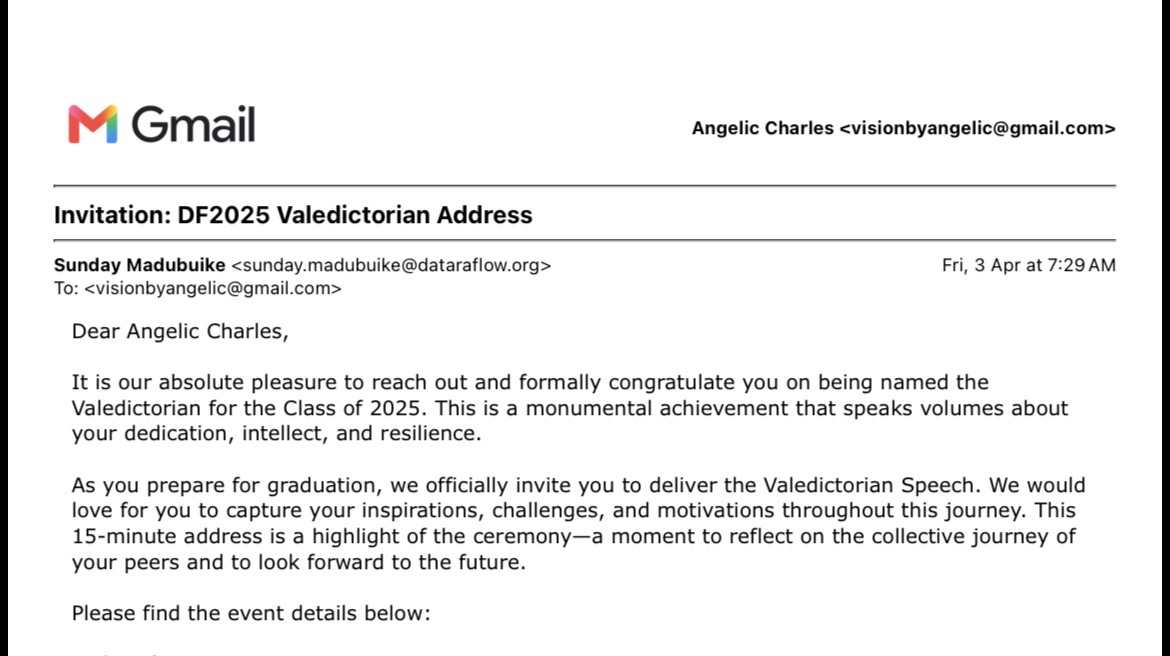 Gmail
Angelic Charles <visionbyangelic@gmail.com>
Invitation: DF2025 Valedictorian Address
Sunday Madubuike <sunday.madubuike@dataraflow.org>
Fri, 3 Apr at 7:29 AM
To: <visionbyangelic@gmail.com>
Dear Angelic Charles,
It is our absolute pleasure to reach out and formally congratulate you on being named the
Valedictorian for the Class of 2025. This is a monumental achievement that speaks volumes about
your dedication, intellect, and resilience.
As you prepare for graduation, we officially invite you to deliver the Valedictorian Speech. We would
love for you to capture your inspirations, challenges, and motivations throughout this journey. This
15-minute address is a highlight of the ceremony—a moment to reflect on the collective journey of
your peers and to look forward to the future.
Please find the event details below: